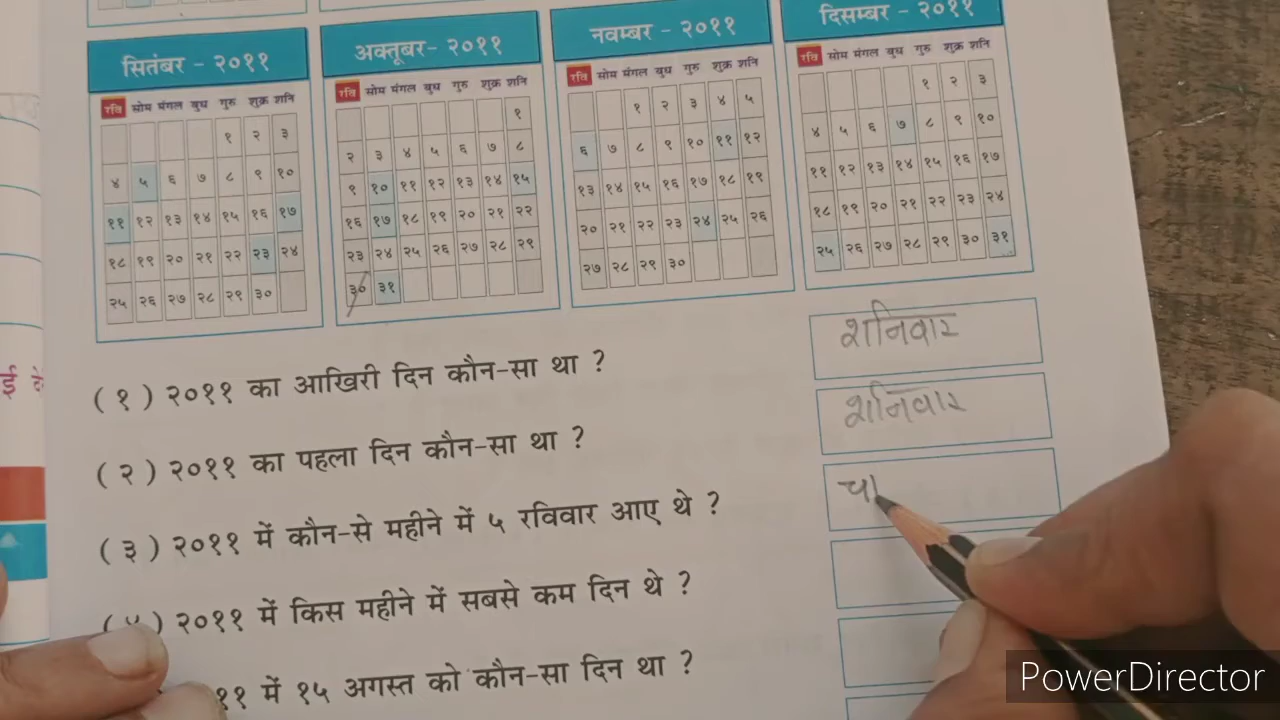 सितंबर - २०११
रवि सोम मंगल बुध गुरु शुक्र शनि
१ २ ३
४ ५ ६ ७ ८ ९ १०
११ १२ १३ १४ १५ १६ १७
१८ १९ २० २१ २२ २३ २४
२५ २६ २७ २८ २९ ३०
अक्तूबर- २०११
रवि सोम मंगल बुध गुरु शुक्र शनि
१
२ ३ ४ ५ ६ ७ ८
९ १० ११ १२ १३ १४ १५
१६ १७ १८ १९ २० २१ २२
२३ २४ २५ २६ २७ २८ २९
३० ३१
नवम्बर - २०११
रवि सोम मंगल बुध गुरु शुक्र शनि
१ २ ३ ४ ५
६ ७ ८ ९ १० ११ १२
१३ १४ १५ १६ १७ १८ १९
२० २१ २२ २३ २४ २५ २६
२७ २८ २९ ३०
दिसम्बर - २०११
रवि सोम मंगल बुध गुरु शुक्र शनि
१ २ ३
४ ५ ६ ७ ८ ९ १०
११ १२ १३ १४ १५ १६ १७
१८ १९ २० २१ २२ २३ २४
२५ २६ २७ २८ २९ ३० ३१
( १ ) २०११ का आखिरी दिन कौन-सा था ? शनिवार
( २ ) २०११ का पहला दिन कौन-सा था ? शनिवार
( ३ ) २०११ में कौन-से महीने में ५ रविवार आए थे ?
२०११ में किस महीने में सबसे कम दिन थे ?
में १५ अगस्त को कौन-सा दिन था ?
PowerDirector